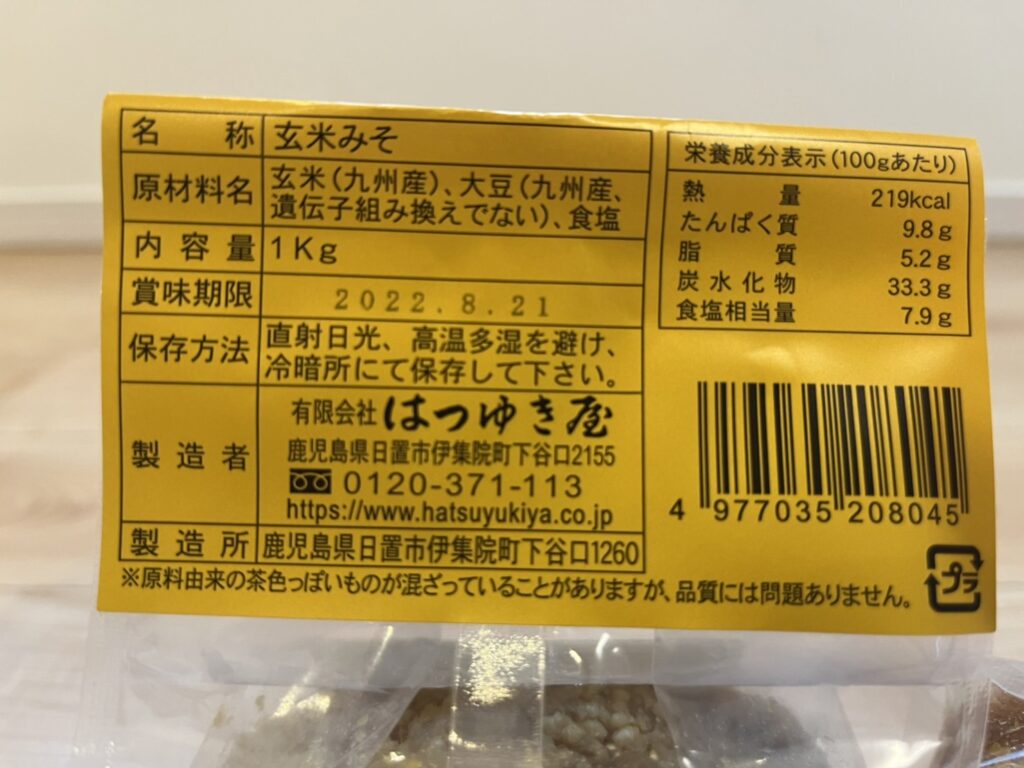 名称 玄米みそ
原材料名 玄米(九州産)、大豆(九州産、
遺伝子組み換えでない)、食塩
内容量 1Kg
賞味期限 2022.8.21
保存方法 直射日光、高温多湿を避け、
冷暗所にて保存して下さい。
製造者 有限会社はつゆき屋
鹿児島県日置市伊集院町下谷口2155
0120-371-113
https://www.hatsuyukiya.co.jp
製造所 鹿児島県日置市伊集院町下谷口1260
※原料由来の茶色っぽいものが混ざっていることがありますが、品質には問題ありません。
栄養成分表示(100gあたり)
熱量 219kcal
たんぱく質 9.8g
脂質 5.2g
炭水化物 33.3g
食塩相当量 7.9g
4 977035 208045
プラ